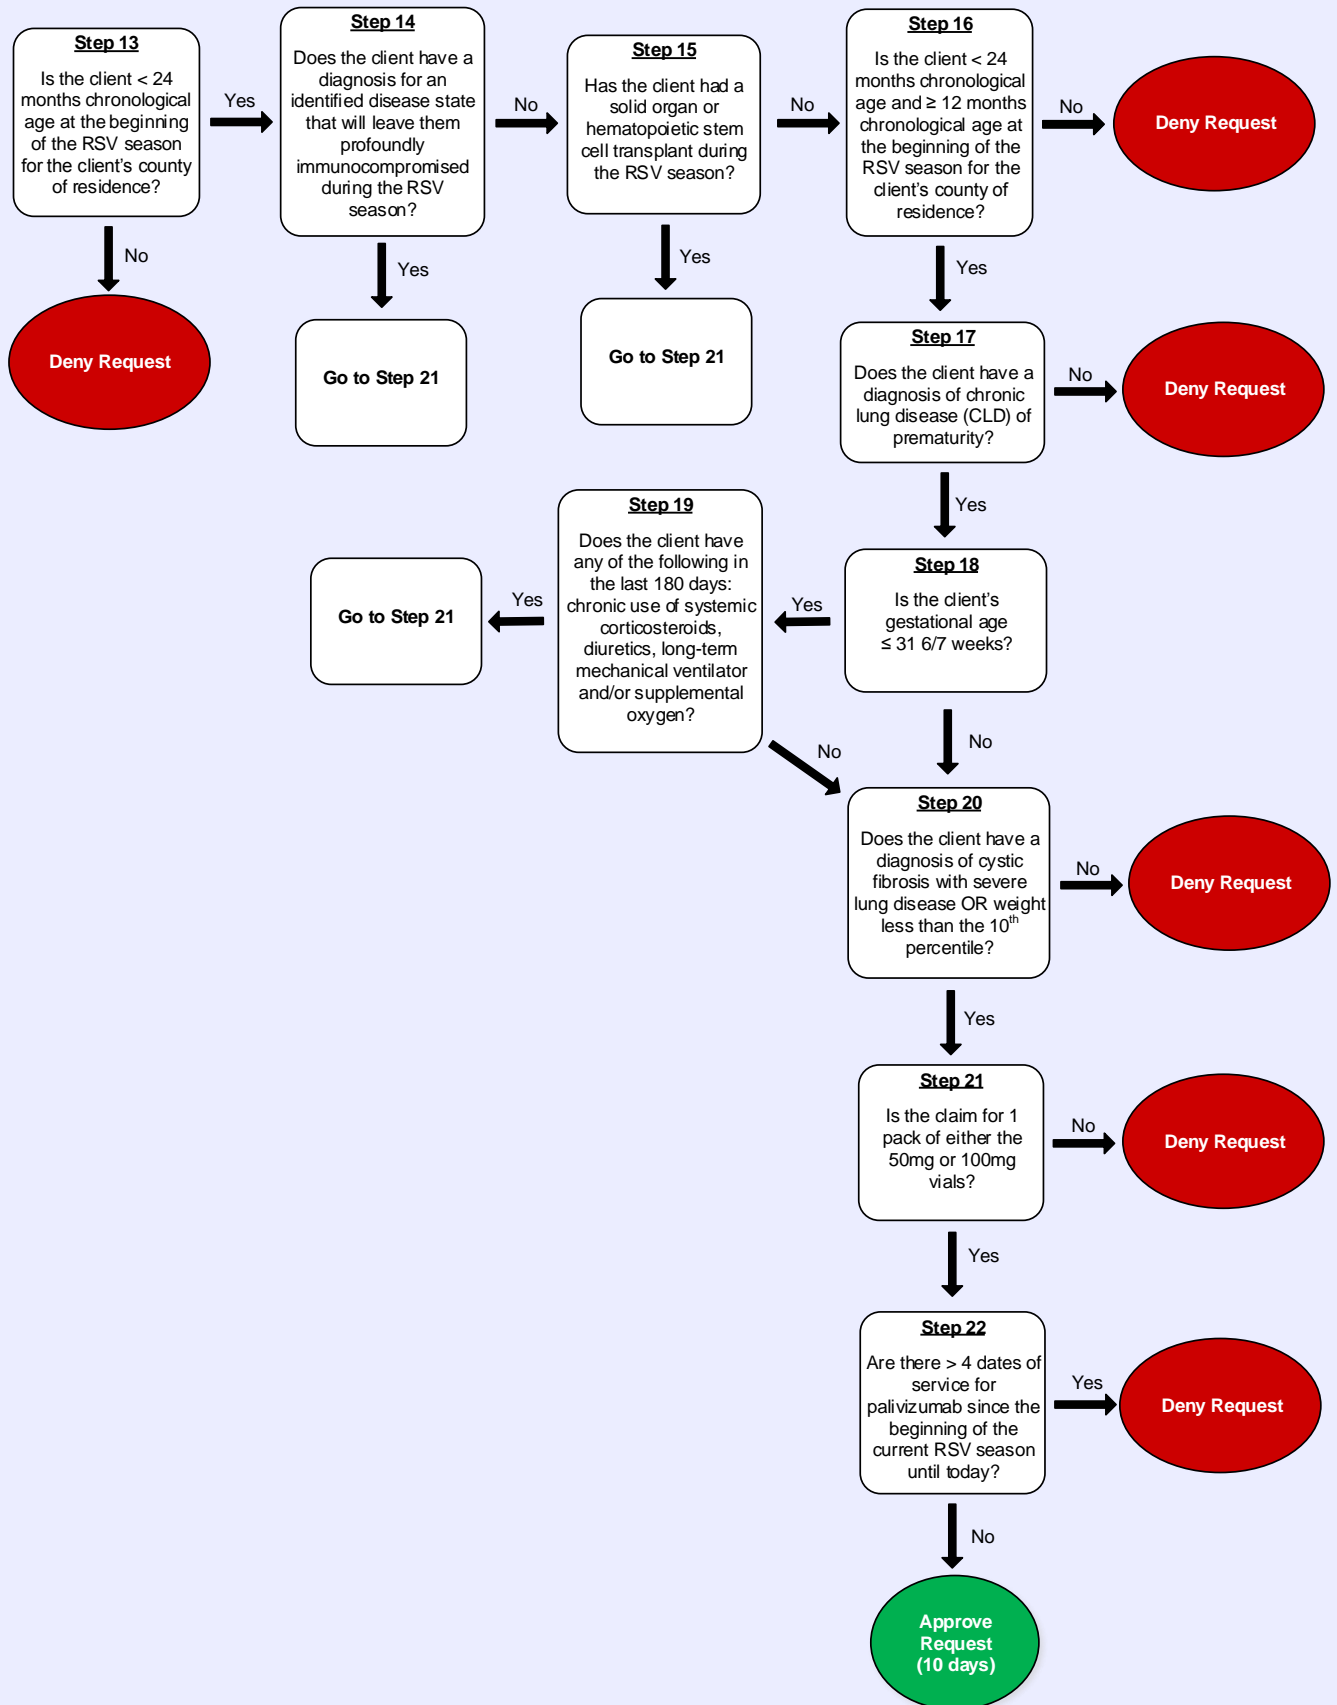 Step 13
Is the client < 24
months chronological
age at the beginning
of the RSV season
for the client's county
of residence?
Yes
No
Deny Request
Step 14
Does the client have a
diagnosis for an
identified disease state
that will leave them
profoundly
immunocompromised
during the RSV
season?
No
Yes
Go to Step 21
Step 15
Has the client had a
solid organ or
hematopoietic stem
cell transplant during
the RSV season?
No
Yes
Go to Step 21
Step 16
Is the client < 24
months chronological
age and ≥ 12 months
chronological age at
the beginning of the
RSV season for the
client's county of
residence?
No
Deny Request
Yes
Step 17
Does the client have a
diagnosis of chronic
lung disease (CLD) of
prematurity?
No
Deny Request
Yes
Step 18
Is the client's
gestational age
≤ 31 6/7 weeks?
Yes
No
Step 19
Does the client have
any of the following in
the last 180 days:
chronic use of systemic
corticosteroids,
diuretics, long-term
mechanical ventilator
and/or supplemental
oxygen?
Yes
Go to Step 21
No
Step 20
Does the client have a
diagnosis of cystic
fibrosis with severe
lung disease OR weight
less than the 10th
percentile?
No
Deny Request
Yes
Step 21
Is the claim for 1
pack of either the
50mg or 100mg
vials?
No
Deny Request
Yes
Step 22
Are there > 4 dates of
service for
palivizumab since the
beginning of the
current RSV season
until today?
Yes
Deny Request
No
Approve
Request
(10 days)